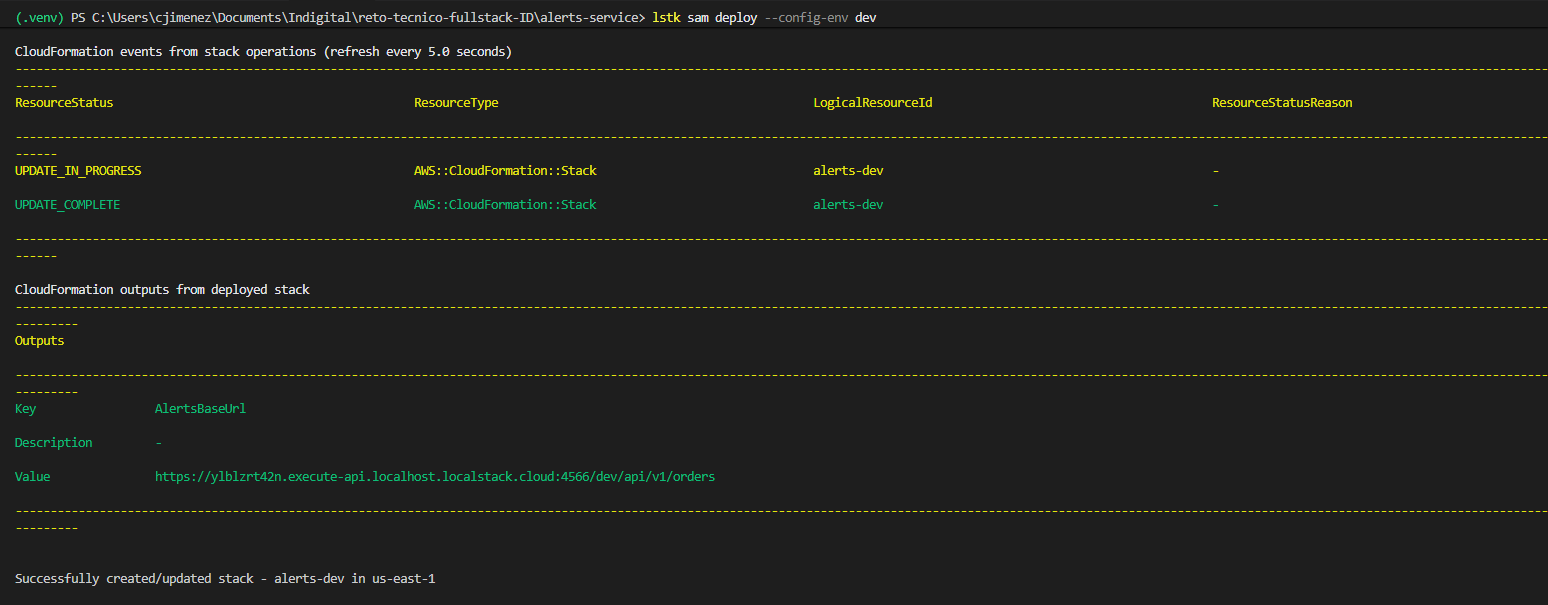 (.venv) PS C:\Users\cjimenez\Documents\Indigital\reto-tecnico-fullstack-ID\alerts-service> lstk sam deploy --config-env dev
CloudFormation events from stack operations (refresh every 5.0 seconds)
---------------------------------------------------------------------------------------------------------------------------------------------------------------------------------------------------------------------------
------
ResourceStatus ResourceType LogicalResourceId ResourceStatusReason
---------------------------------------------------------------------------------------------------------------------------------------------------------------------------------------------------------------------------
------
UPDATE_IN_PROGRESS AWS::CloudFormation::Stack alerts-dev -
UPDATE_COMPLETE AWS::CloudFormation::Stack alerts-dev -
---------------------------------------------------------------------------------------------------------------------------------------------------------------------------------------------------------------------------
------
CloudFormation outputs from deployed stack
---------------------------------------------------------------------------------------------------------------------------------------------------------------------------------------------------------------------------
---------
Outputs
---------------------------------------------------------------------------------------------------------------------------------------------------------------------------------------------------------------------------
---------
Key AlertsBaseUrl
Description -
Value https://ylblzrt42n.execute-api.localhost.localstack.cloud:4566/dev/api/v1/orders
---------------------------------------------------------------------------------------------------------------------------------------------------------------------------------------------------------------------------
---------
Successfully created/updated stack - alerts-dev in us-east-1